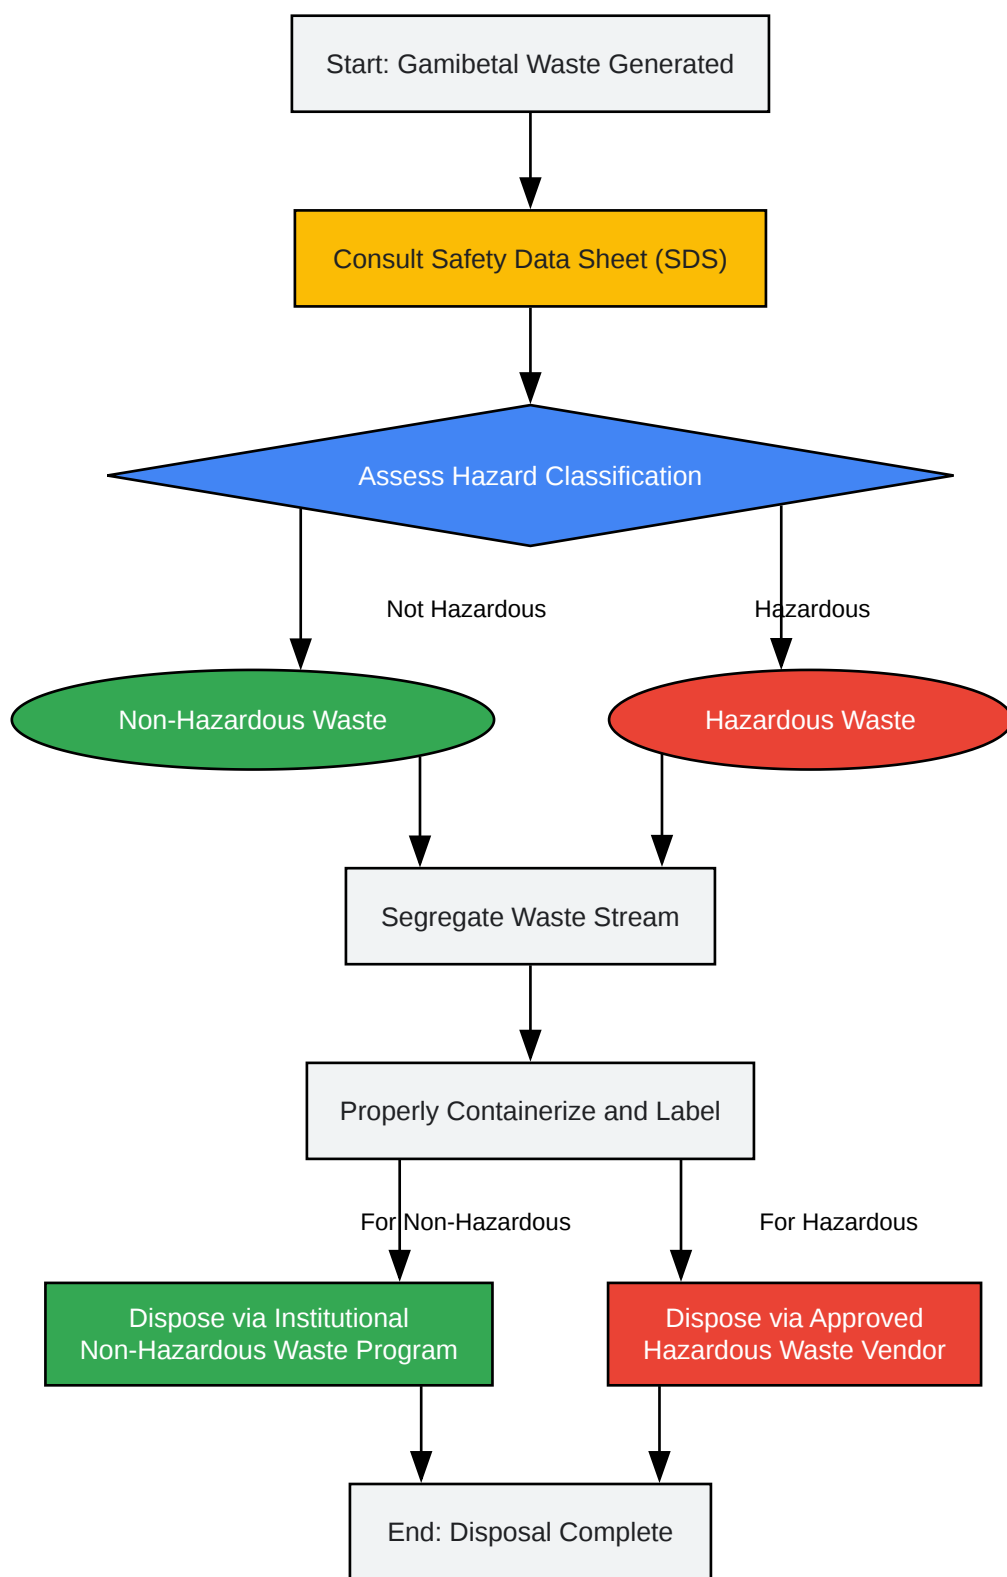 Start: Gamibetal Waste Generated
Consult Safety Data Sheet (SDS)
Assess Hazard Classification
Not Hazardous
Hazardous
Non-Hazardous Waste
Hazardous Waste
Segregate Waste Stream
Properly Containerize and Label
For Non-Hazardous
For Hazardous
Dispose via Institutional
Non-Hazardous Waste Program
Dispose via Approved
Hazardous Waste Vendor
End: Disposal Complete